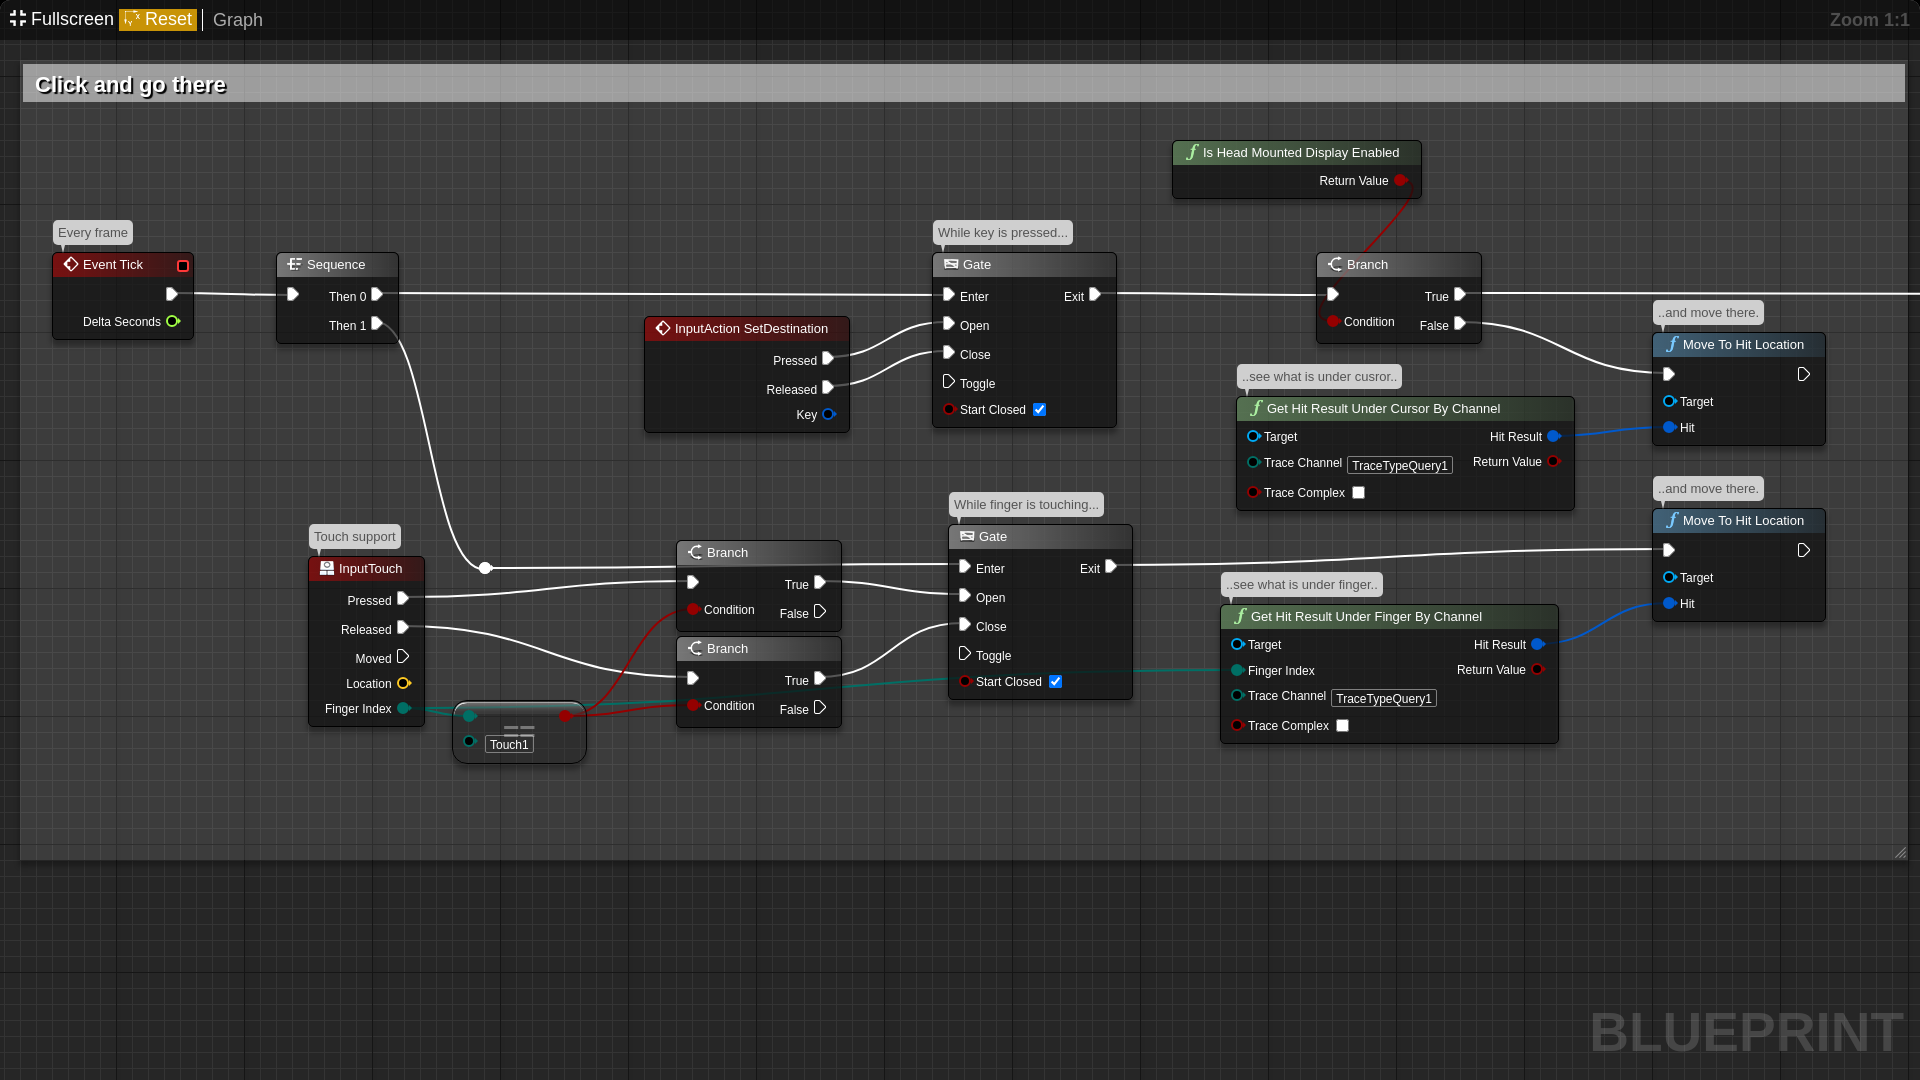 Fullscreen Reset Graph
Zoom 1:1
Click and go there
Is Head Mounted Display Enabled
Return Value
Every frame
Event Tick
Delta Seconds
Sequence
Then 0
Then 1
InputAction SetDestination
Pressed
Released
Key
While key is pressed...
Gate
Enter Exit
Open
Close
Toggle
Start Closed
Branch
True
Condition False
..and move there.
Move To Hit Location
Target
Hit
..see what is under cusror..
Get Hit Result Under Cursor By Channel
Target Hit Result
Trace Channel TraceTypeQuery1 Return Value
Trace Complex
Touch support
InputTouch
Pressed
Released
Moved
Location
Finger Index
==
Touch1
Branch
True
Condition False
Branch
True
Condition False
While finger is touching...
Gate
Enter Exit
Open
Close
Toggle
Start Closed
..see what is under finger..
Get Hit Result Under Finger By Channel
Target Hit Result
Finger Index Return Value
Trace Channel TraceTypeQuery1
Trace Complex
..and move there.
Move To Hit Location
Target
Hit
BLUEPRINT